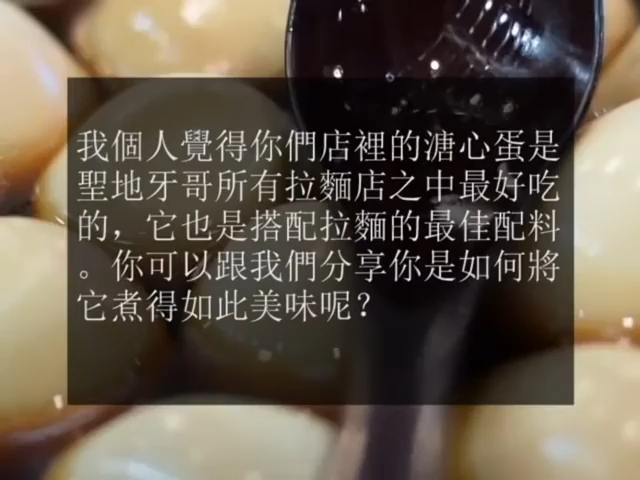 我個人覺得你們店裡的溏心蛋是
聖地牙哥所有拉麵店之中最好吃
的，它也是搭配拉麵的最佳配料
。你可以跟我們分享你是如何將
它煮得如此美味呢？